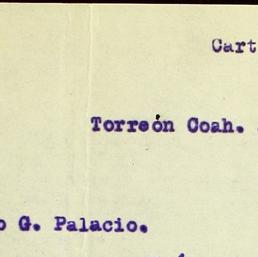 Cart
Torreón Coah.
o G. Palacio.